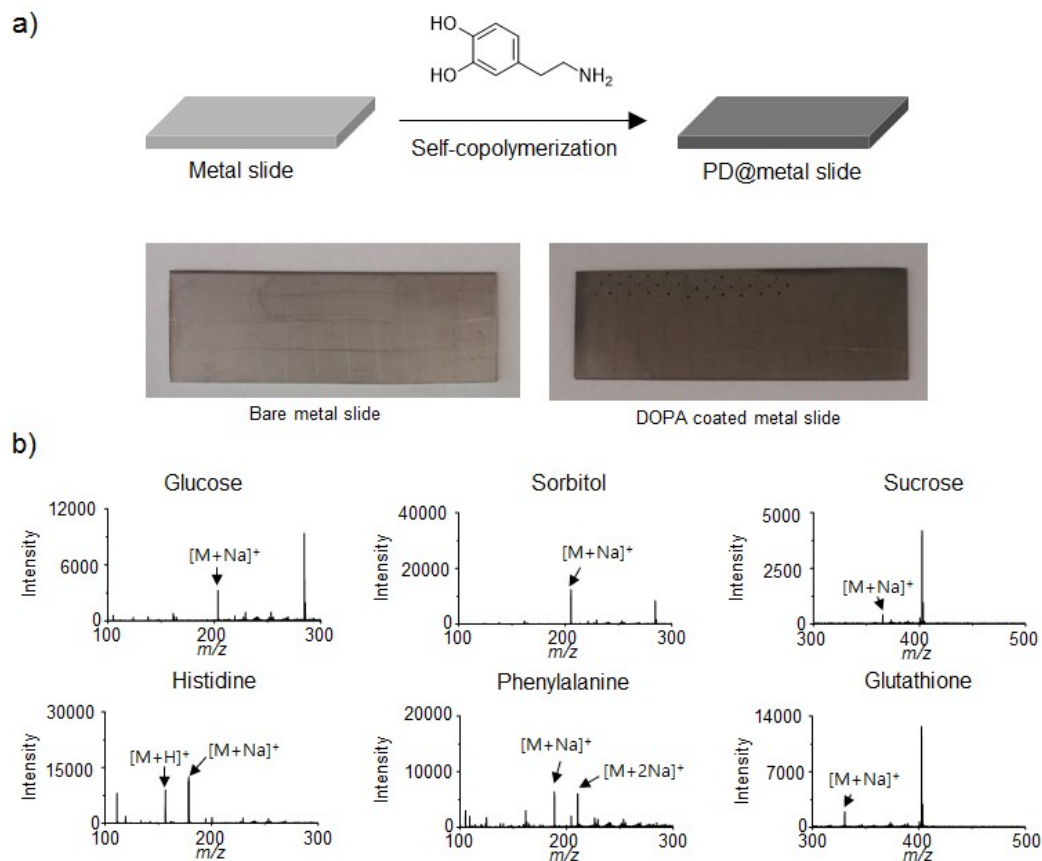 a)
HO
HO
NH2
Self-copolymerization
Metal slide
PD@metal slide
Bare metal slide
DOPA coated metal slide
b)
Glucose
12000
6000
0
100
200
300
Intensity
m/z
[M+Na]+
Sorbitol
40000
20000
0
100
200
300
Intensity
m/z
[M+Na]+
Sucrose
5000
2500
0
300
400
500
Intensity
m/z
[M+Na]+
Histidine
30000
15000
0
100
200
300
Intensity
m/z
[M+H]+
[M+Na]+
Phenylalanine
20000
10000
0
100
200
300
Intensity
m/z
[M+Na]+
[M+2Na]+
Glutathione
14000
7000
0
300
400
500
Intensity
m/z
[M+Na]+